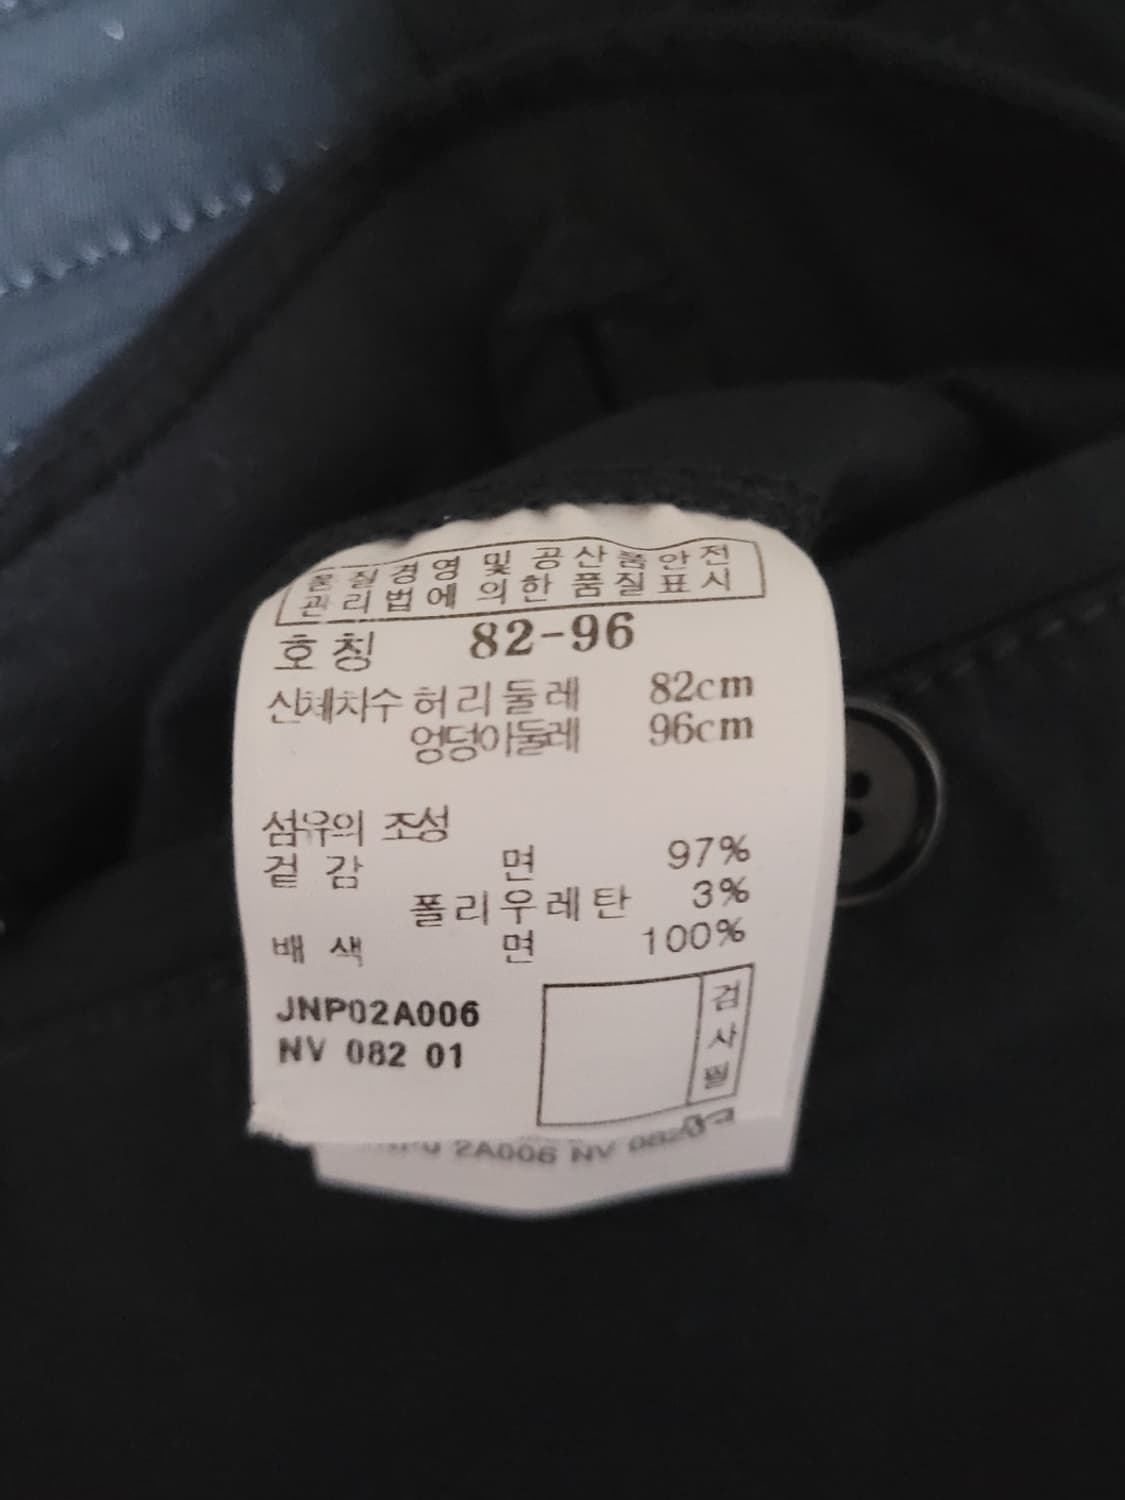 품질경영 및 공산품안전
관리법에 의한 품질표시
호칭 82-96
신체치수 허리둘레 82cm
엉덩이둘레 96cm
섬유의 조성
겉감 면 97%
폴리우레탄 3%
배색 면 100%
JNP02A006
NV 082 01
검사필
2A006 NV 082